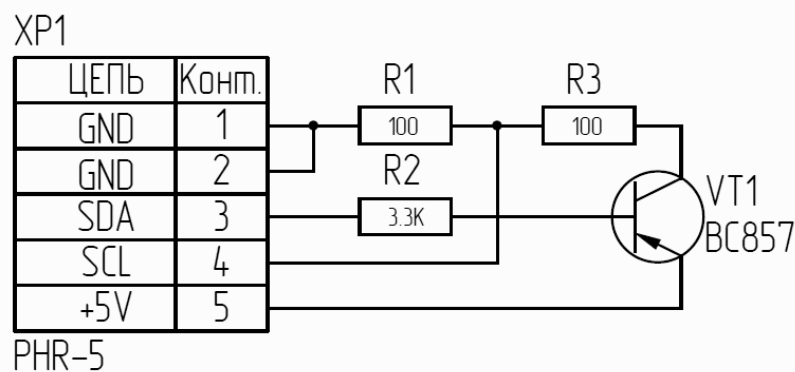 XP1
ЦЕПЬ Конт.
GND 1
GND 2
SDA 3
SCL 4
+5V 5
PHR-5
R1
100
R3
100
R2
3.3K
VT1
BC857